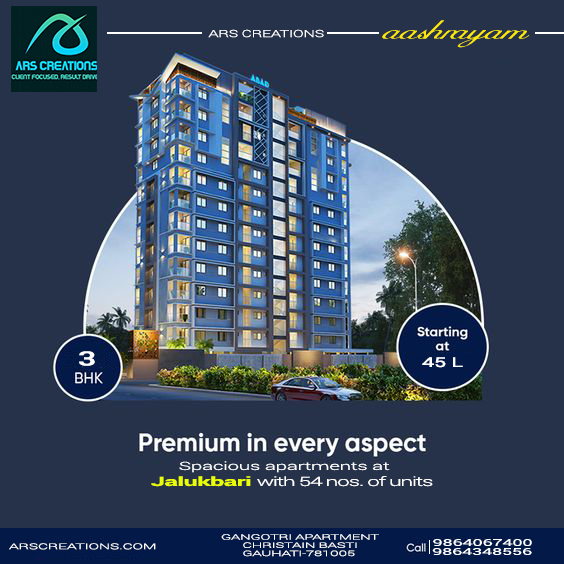 ARS CREATIONS
CLIENT FOCUSED, RESULT DRIVE
ARS CREATIONS
aashrayam
3
BHK
Starting
at
45 L
Premium in every aspect
Spacious apartments at
Jalukbari with 54 nos. of units
ARSCREATIONS.COM
GANGOTRI APARTMENT
CHRISTAIN BASTI
GAUHATI-781005
Call
9864067400
9864348556